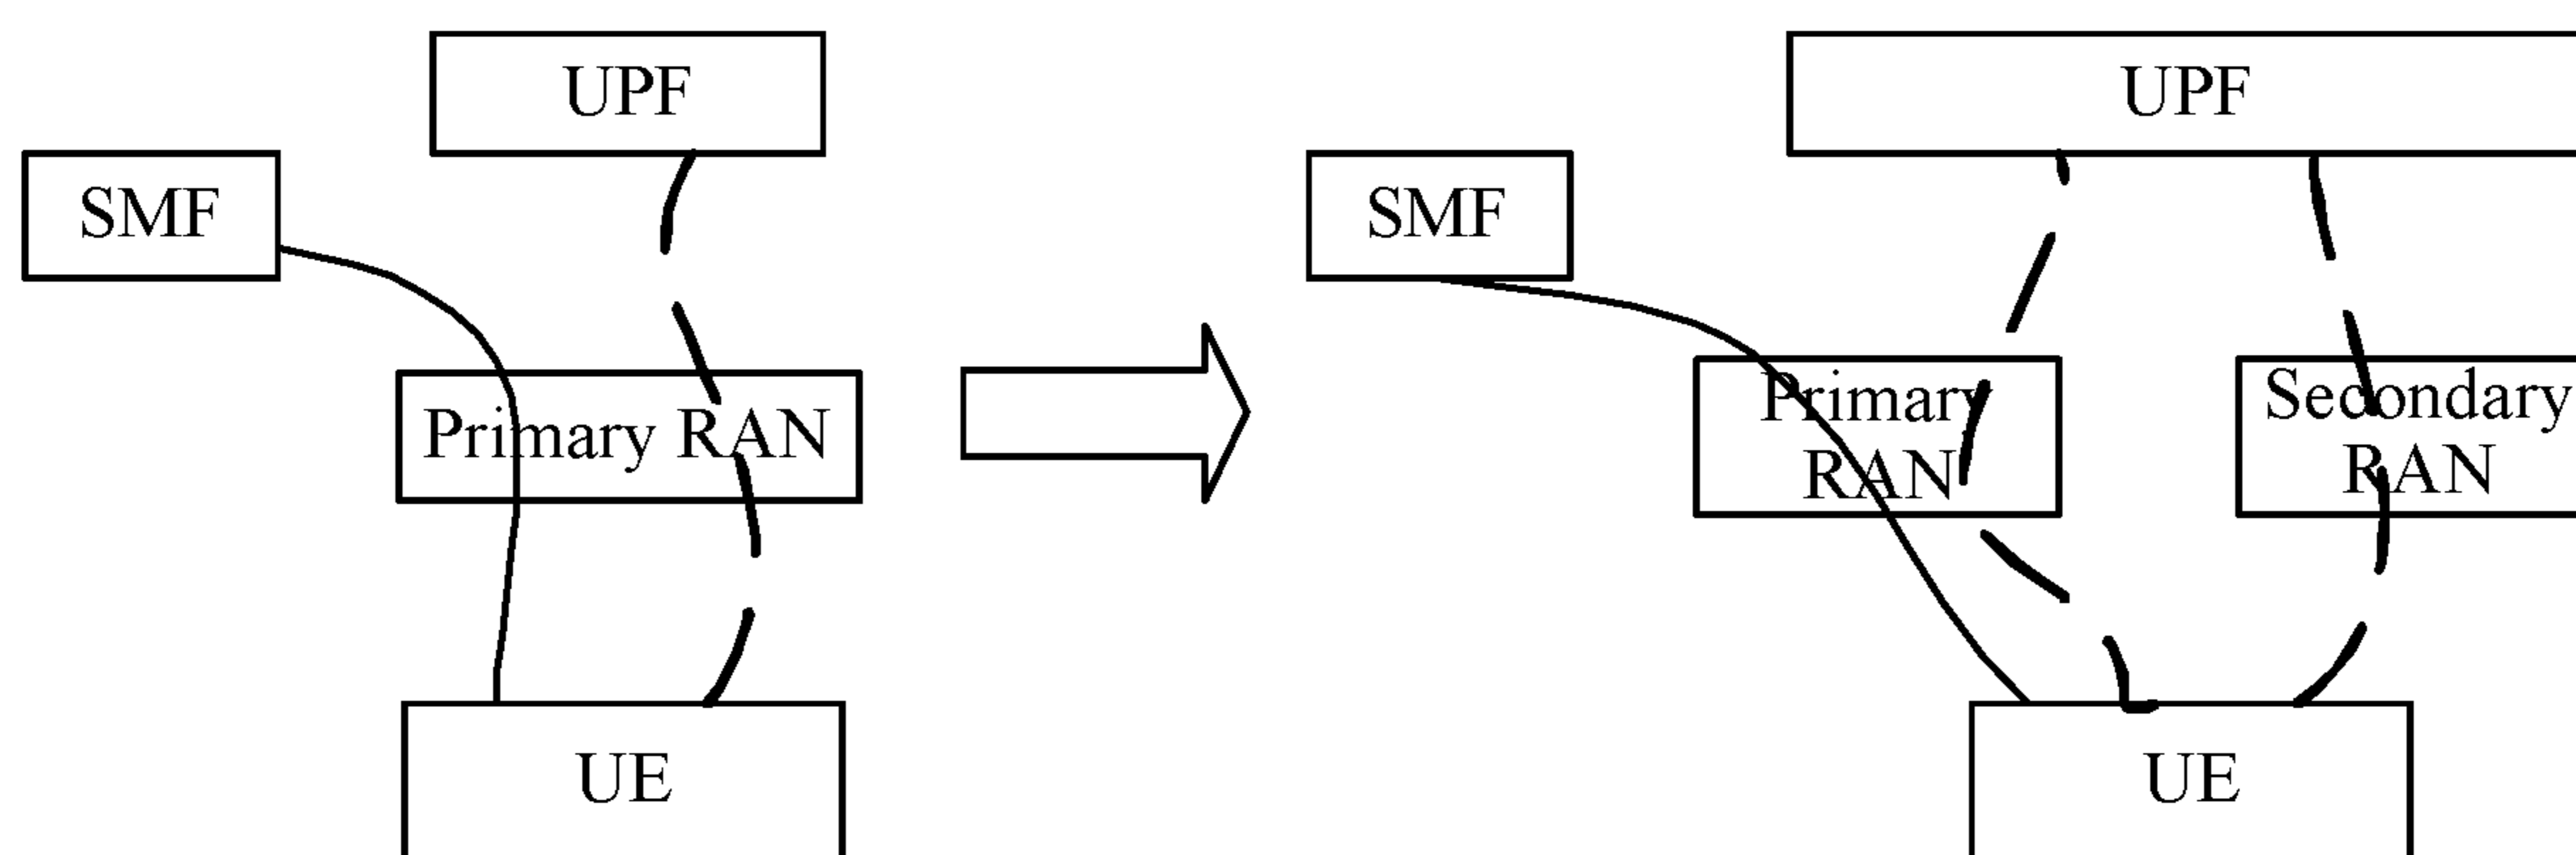 UPF
SMF
Primary RAN
UE
UPF
SMF
Primary
RAN
Secondary
RAN
UE